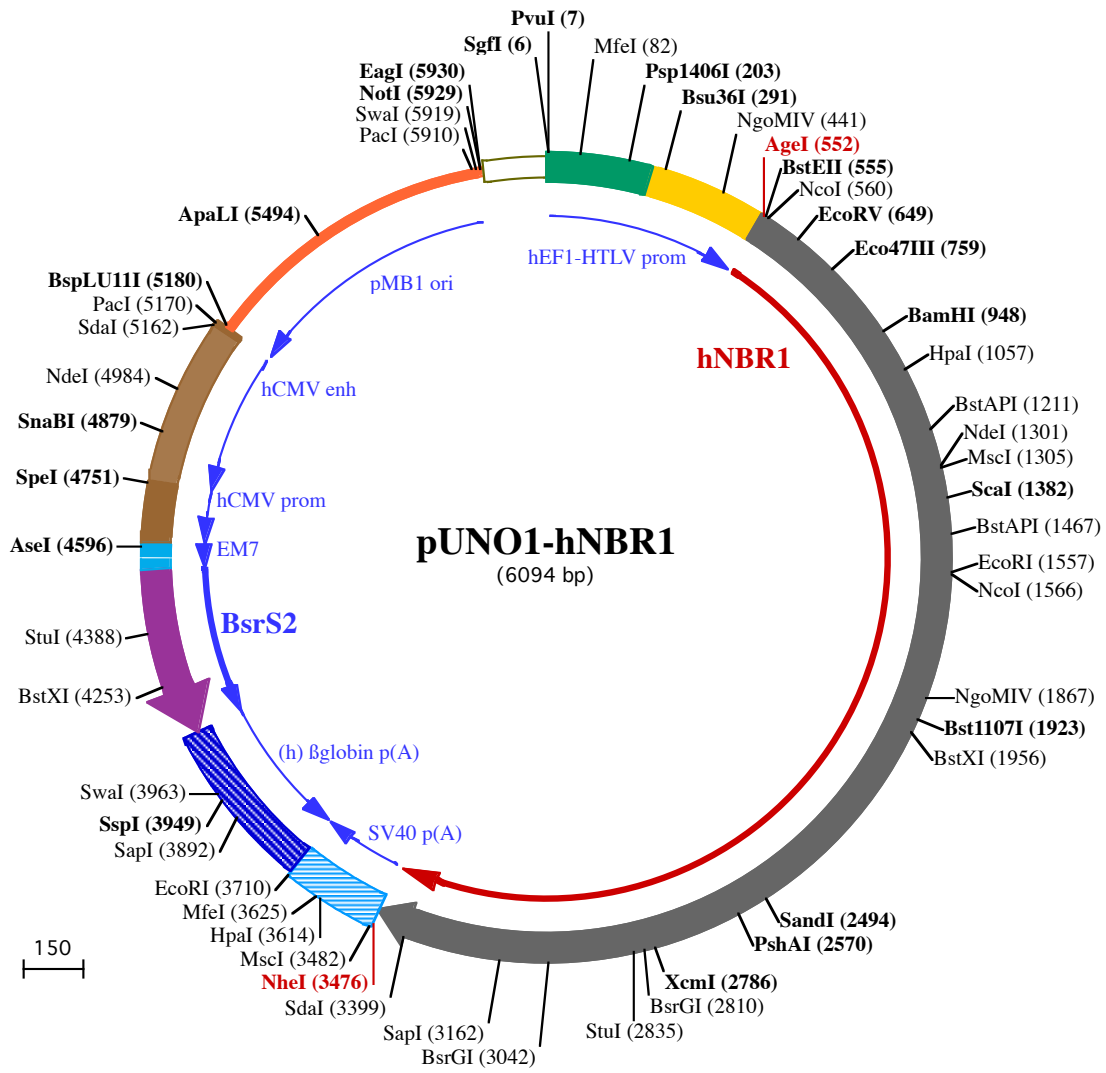 PvuI (7)
SgfI (6)
MfeI (82)
EagI (5930)
Psp1406I (203)
NotI (5929)
Bsu36I (291)
SwaI (5919)
NgoMIV (441)
PacI (5910)
AgeI (552)
BstEII (555)
NcoI (560)
ApaLI (5494)
EcoRV (649)
Eco47III (759)
hEF1-HTLV prom
pMB1 ori
BspLU11I (5180)
PacI (5170)
SdaI (5162)
BamHI (948)
HpaI (1057)
hNBR1
NdeI (4984)
hCMV enh
BstAPI (1211)
SnaBI (4879)
NdeI (1301)
MscI (1305)
SpeI (4751)
ScaI (1382)
hCMV prom
BstAPI (1467)
AseI (4596)
EM7
pUNO1-hNBR1
(6094 bp)
EcoRI (1557)
NcoI (1566)
BsrS2
StuI (4388)
BstXI (4253)
NgoMIV (1867)
Bst1107I (1923)
(h) ßglobin p(A)
BstXI (1956)
SwaI (3963)
SspI (3949)
SV40 p(A)
SapI (3892)
EcoRI (3710)
MfeI (3625)
SandI (2494)
HpaI (3614)
PshAI (2570)
150
MscI (3482)
NheI (3476)
XcmI (2786)
SdaI (3399)
BsrGI (2810)
SapI (3162)
StuI (2835)
BsrGI (3042)